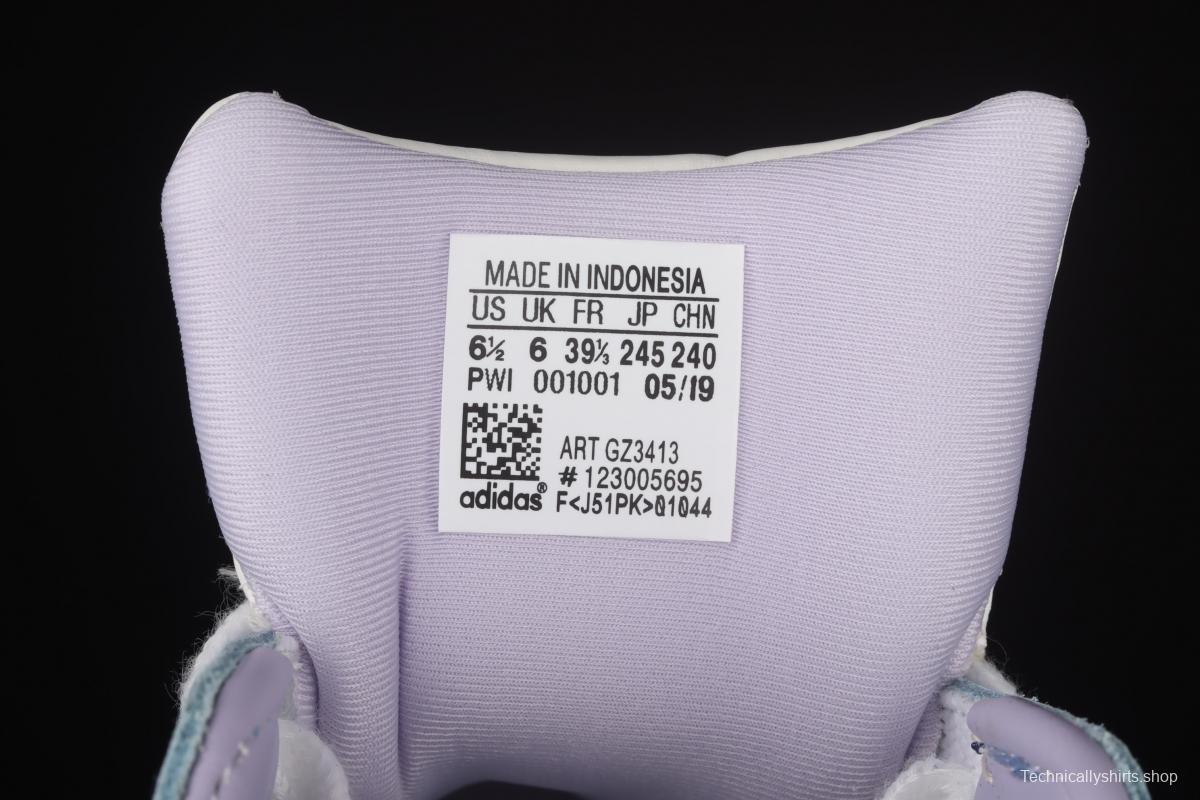 MADE IN INDONESIA
US UK FR JP CHN
6½ 6 39⅓ 245 240
PWI 001001 05/19
ART GZ3413
# 123005695
adidas® F<J51PK>01044
Technicallyshirts.shop